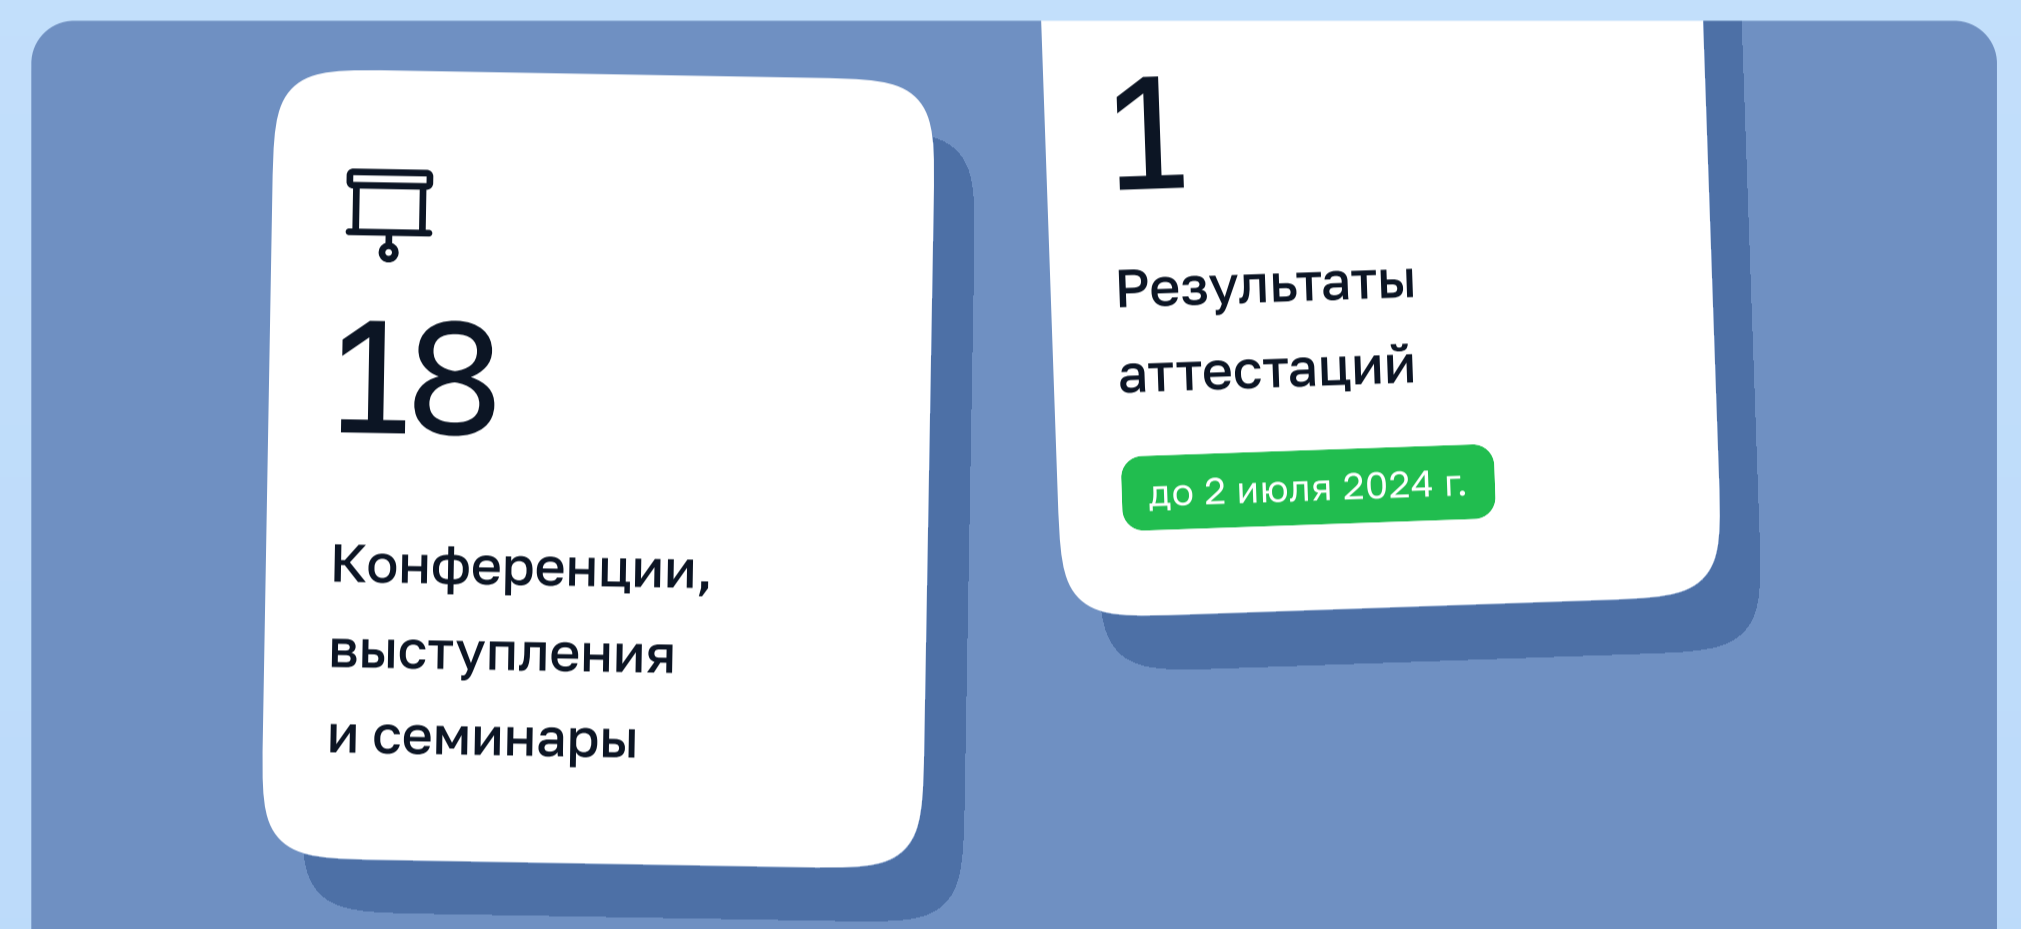 18
Конференции,
выступления
и семинары
1
Результаты
аттестаций
до 2 июля 2024 г.